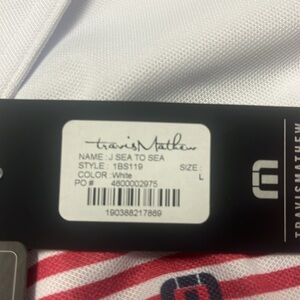 travisMathew
NAME : J SEA TO SEA
STYLE : 1BS119 SIZE :
COLOR : White L
PO # 4800002975
190388217889
TRAVISMATHEW